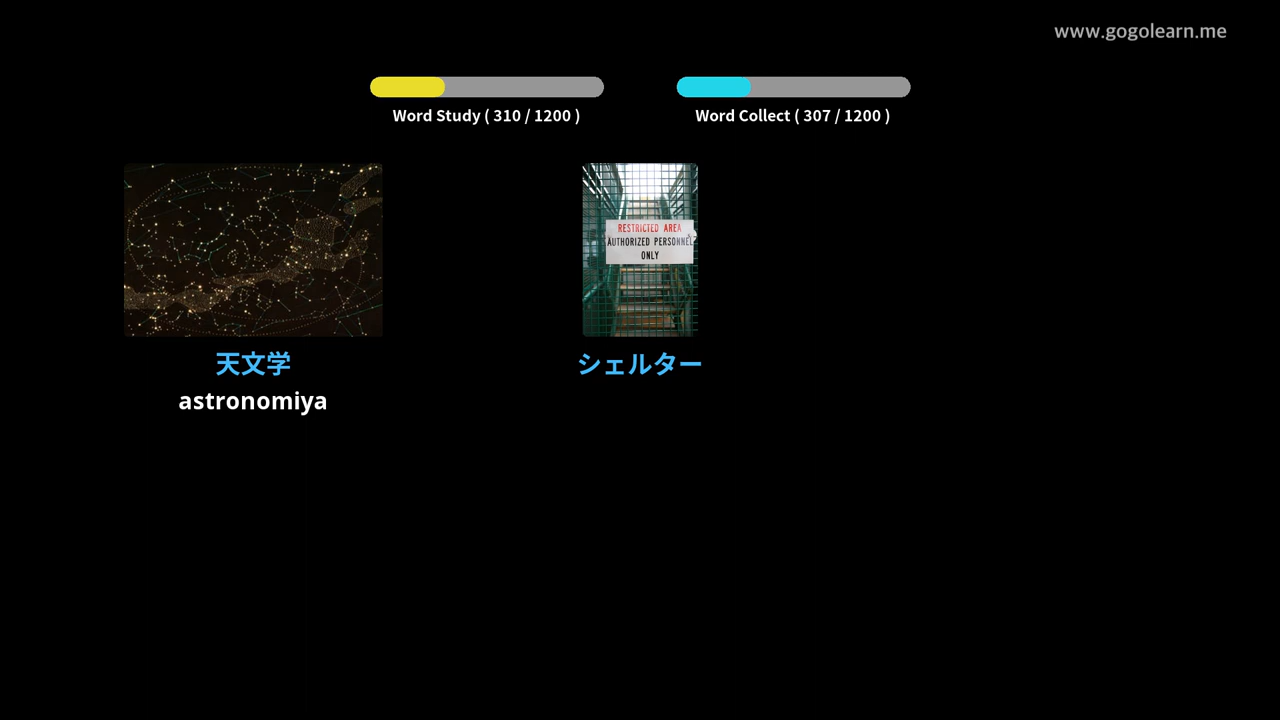 www.gogolearn.me
Word Study ( 310 / 1200 )
Word Collect ( 307 / 1200 )
RESTRICTED AREA
AUTHORIZED PERSONNEL
ONLY
天文学
シェルター
astronomiya